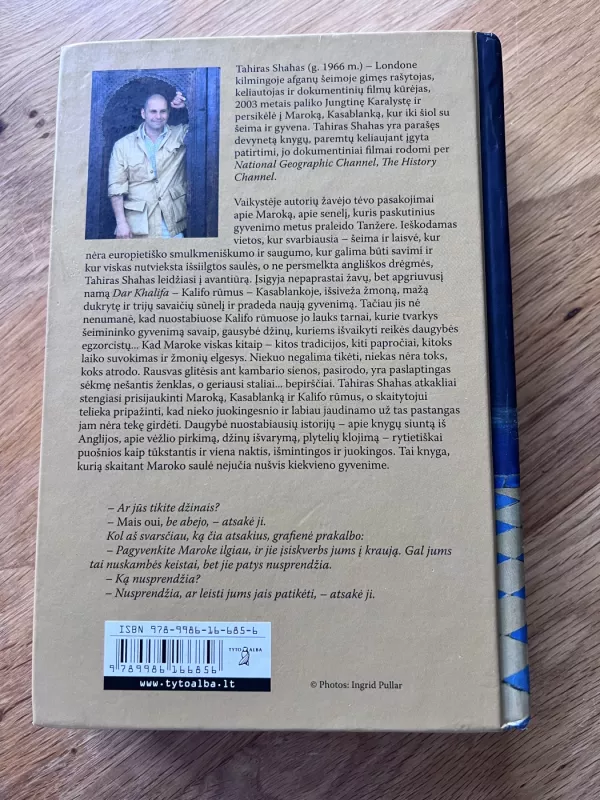 Tahiras Shahas (g. 1966 m.) – Londone
kilmingoje afganų šeimoje gimęs rašytojas,
keliautojas ir dokumentinių filmų kūrėjas,
2003 metais paliko Jungtinę Karalystę ir
persikėlė į Maroką, Kasablanką, kur iki šiol su
šeima ir gyvena. Tahiras Shahas yra parašęs
devynetą knygų, paremtų keliaujant įgyta
patirtimi, jo dokumentiniai filmai rodomi per
National Geographic Channel, The History
Channel.
Vaikystėje autorių žavėjo tėvo pasakojimai
apie Maroką, apie senelį, kuris paskutinius
gyvenimo metus praleido Tanžere. Ieškodamas
vietos, kur svarbiausia – šeima ir laisvė, kur
nėra europietiško smulkmeniškumo ir saugumo, kur galima būti savimi ir
kur viskas nutvieksta išsiilgtos saulės, o ne persmelkta angliškos drėgmės,
Tahiras Shahas leidžiasi į avantiūrą. Įsigyja nepaprastai žavų, bet apgriuvusį
namą Dar Khalifa – Kalifo rūmus – Kasablankoje, išsiveža žmoną, mažą
dukrytę ir trijų savaičių sūnelį ir pradeda naują gyvenimą. Tačiau jis nė
nenumanė, kad nuostabiuose Kalifo rūmuose jo lauks tarnai, kurie tvarkys
šeimininko gyvenimą savaip, gausybė džinų, kuriems išvaikyti reikės daugybės
egzorcistų... Kad Maroke viskas kitaip – kitos tradicijos, kiti papročiai, kitoks
laiko suvokimas ir žmonių elgesys. Niekuo negalima tikėti, niekas nėra toks,
koks atrodo. Rausvas glitėsis ant kambario sienos, pasirodo, yra paslaptingas
sėkmę nešantis ženklas, o geriausi staliai... bepirščiai. Tahiras Shahas atkakliai
stengiasi prisijaukinti Maroką, Kasablanką ir Kalifo rūmus, o skaitytojui
telieka pripažinti, kad nieko juokingesnio ir labiau jaudinamo už tas pastangas
jam nėra tekę girdėti. Daugybė nuostabiausių istorijų – apie knygų siuntą iš
Anglijos, apie vėžlio pirkimą, džinų išvarymą, plytelių klojimą – rytietiškai
puošnios kaip tūkstantis ir viena naktis, išmintingos ir juokingos. Tai knyga,
kurią skaitant Maroko saulė nejučia nušvis kiekvieno gyvenime.
– Ar jūs tikite džinais?
– Mais oui, be abejo, – atsakė ji.
Kol aš svarsčiau, ką čia atsakius, grafienė prakalbo:
– Pagyvenkite Maroke ilgiau, ir jie įsiskverbs jums į kraują. Gal jums
tai nuskambės keistai, bet jie patys nusprendžia.
– Ką nusprendžia?
– Nusprendžia, ar leisti jums jais patikėti, – atsakė ji.
ISBN 978-9986-16-685-6
TYTO ALBA
9 789986 166856
www.tytoalba.lt
© Photos: Ingrid Pullar